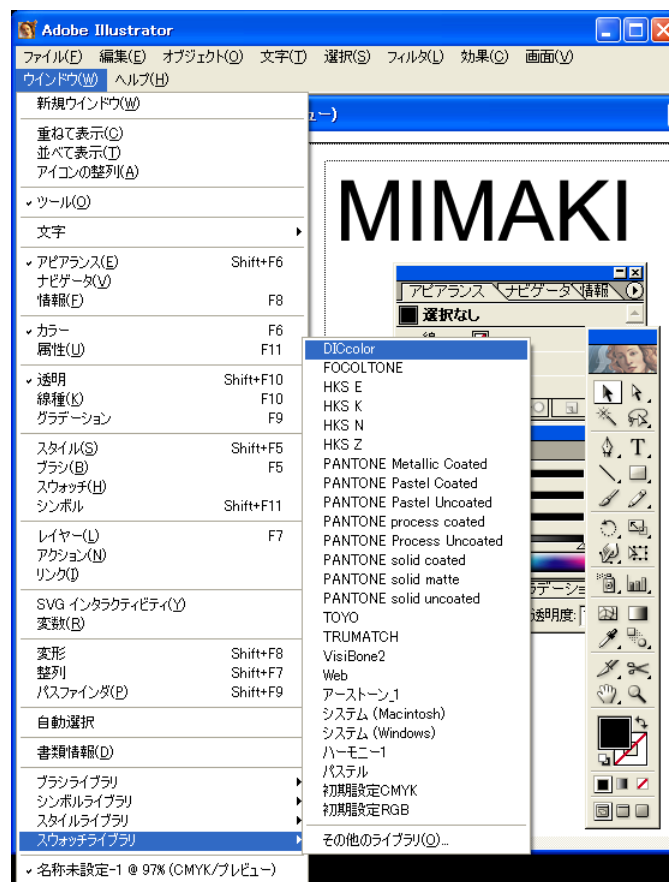 Adobe Illustrator
ファイル(F) 編集(E) オブジェクト(O) 文字(T) 選択(S) フィルタ(L) 効果(C) 画面(V)
ウインドウ(W) ヘルプ(H)
新規ウインドウ(W)
ュー)
重ねて表示(C)
並べて表示(T)
アイコンの整列(A)
ツール(O)
文字
アピアランス(E) Shift+F6
ナビゲータ(V)
情報(F) F8
カラー F6
属性(U) F11
透明 Shift+F10
線種(K) F10
グラデーション F9
スタイル(S) Shift+F5
ブラシ(B) F5
スウォッチ(H)
シンボル Shift+F11
レイヤー(L) F7
アクション(N)
リンク(I)
SVG インタラクティビティ(Y)
変数(R)
変形 Shift+F8
整列 Shift+F7
パスファインダ(P) Shift+F9
自動選択
書類情報(D)
ブラシライブラリ
シンボルライブラリ
スタイルライブラリ
スウォッチライブラリ
名称未設定-1 @ 97% (CMYK/プレビュー)
DICcolor
FOCOLTONE
HKS E
HKS K
HKS N
HKS Z
PANTONE Metallic Coated
PANTONE Pastel Coated
PANTONE Pastel Uncoated
PANTONE process coated
PANTONE Process Uncoated
PANTONE solid coated
PANTONE solid matte
PANTONE solid uncoated
TOYO
TRUMATCH
VisiBone2
Web
アーストーン_1
システム (Macintosh)
システム (Windows)
ハーモニー1
パステル
初期設定CMYK
初期設定RGB
その他のライブラリ(O)...
MIMAKI
アピアランス ナビゲータ 情報
選択なし
デーショ
透明度: